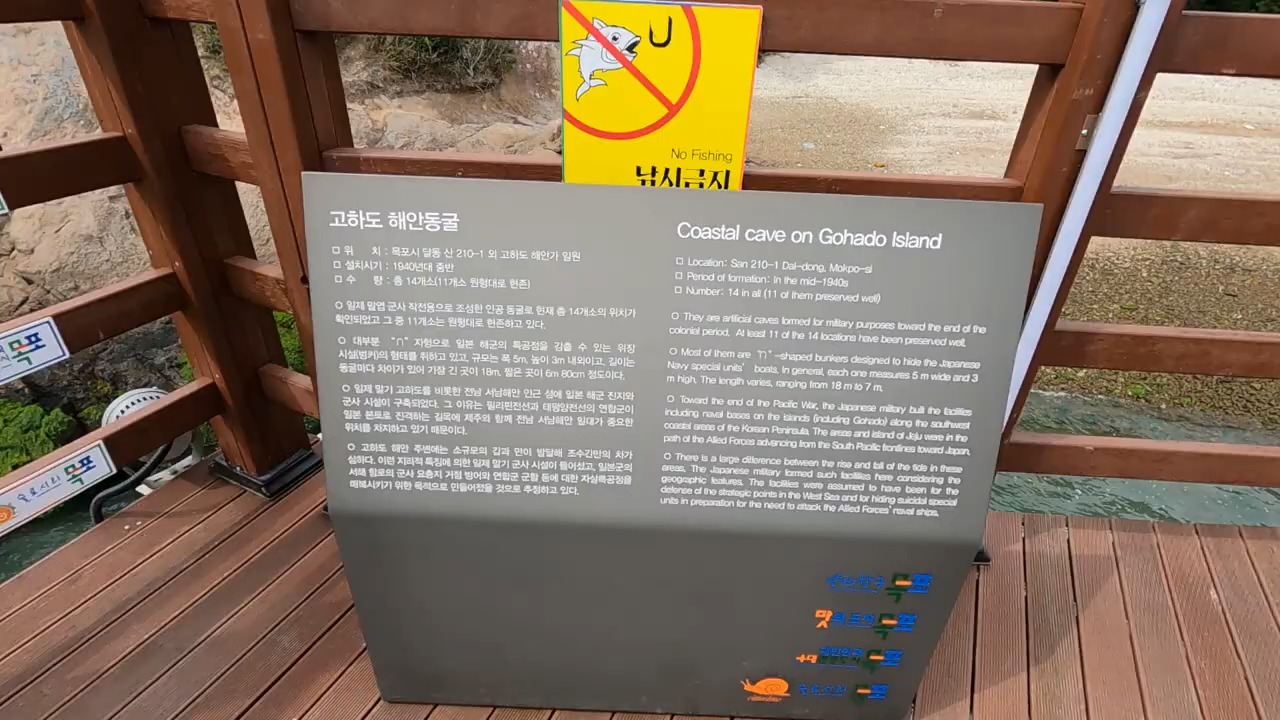 No Fishing
낚시금지
고하도 해안동굴
□ 위 치 : 목포시 달동 산 210-1 외 고하도 해안가 일원
□ 설치시기 : 1940년대 중반
□ 수 량 : 총 14개소(11개소 원형대로 현존)
○ 일제 말엽 군사 작전용으로 조성한 인공 동굴로 현재 총 14개소의 위치가
확인되었고 그 중 11개소는 원형대로 현존하고 있다.
○ 대부분 "∩" 자형으로 일본 해군의 특공정을 감출 수 있는 위장
시설(벙커)의 형태를 취하고 있고, 규모는 폭 5m, 높이 3m 내외이고, 길이는
동굴마다 차이가 있어 가장 긴 곳이 18m, 짧은 곳이 6m 80cm 정도이다.
○ 일제 말기 고하도를 비롯한 전남 서남해안 인근 섬에 일본 해군 진지와
군사 시설이 구축되었다. 그 이유는 필리핀전선과 태평양전선의 연합군이
일본 본토로 진격하는 길목에 제주와 함께 전남 서남해안 일대가 중요한
위치를 차지하고 있기 때문이다.
○ 고하도 해안 주변에는 소규모의 갑과 만이 발달해 조수간만의 차가
심하다. 이런 지리적 특징에 의한 일제 말기 군사 시설이 들어섰고, 일본군의
서해 항로의 군사 요충지 거점 방어와 연합군 군함 등에 대한 자살특공정을
매복시키기 위한 목적으로 만들어졌을 것으로 추정하고 있다.
Coastal cave on Gohado Island
□ Location: San 210-1 Dal-dong, Mokpo-si
□ Period of formation: In the mid-1940s
□ Number: 14 in all (11 of them preserved well)
○ They are artificial caves formed for military purposes toward the end of the
colonial period. At least 11 of the 14 locations have been preserved well.
○ Most of them are "∩"-shaped bunkers designed to hide the Japanese
Navy special units' boats. In general, each one measures 5 m wide and 3
m high. The length varies, ranging from 18 m to 7 m.
○ Toward the end of the Pacific War, the Japanese military built the facilities
including naval bases on the islands (including Gohado) along the southwest
coastal areas of the Korean Peninsula. The areas and island of Jeju were in the
path of the Allied Forces advancing from the South Pacific frontlines toward Japan.
○ There is a large difference between the rise and fall of the tide in these
areas. The Japanese military formed such facilities here considering the
geographic features. The facilities were assumed to have been for the
defense of the strategic points in the West Sea and for hiding suicidal special
units in preparation for the need to attack the Allied Forces' naval ships.
목포
맛의 도시 목포
목포
목포
목포
목포